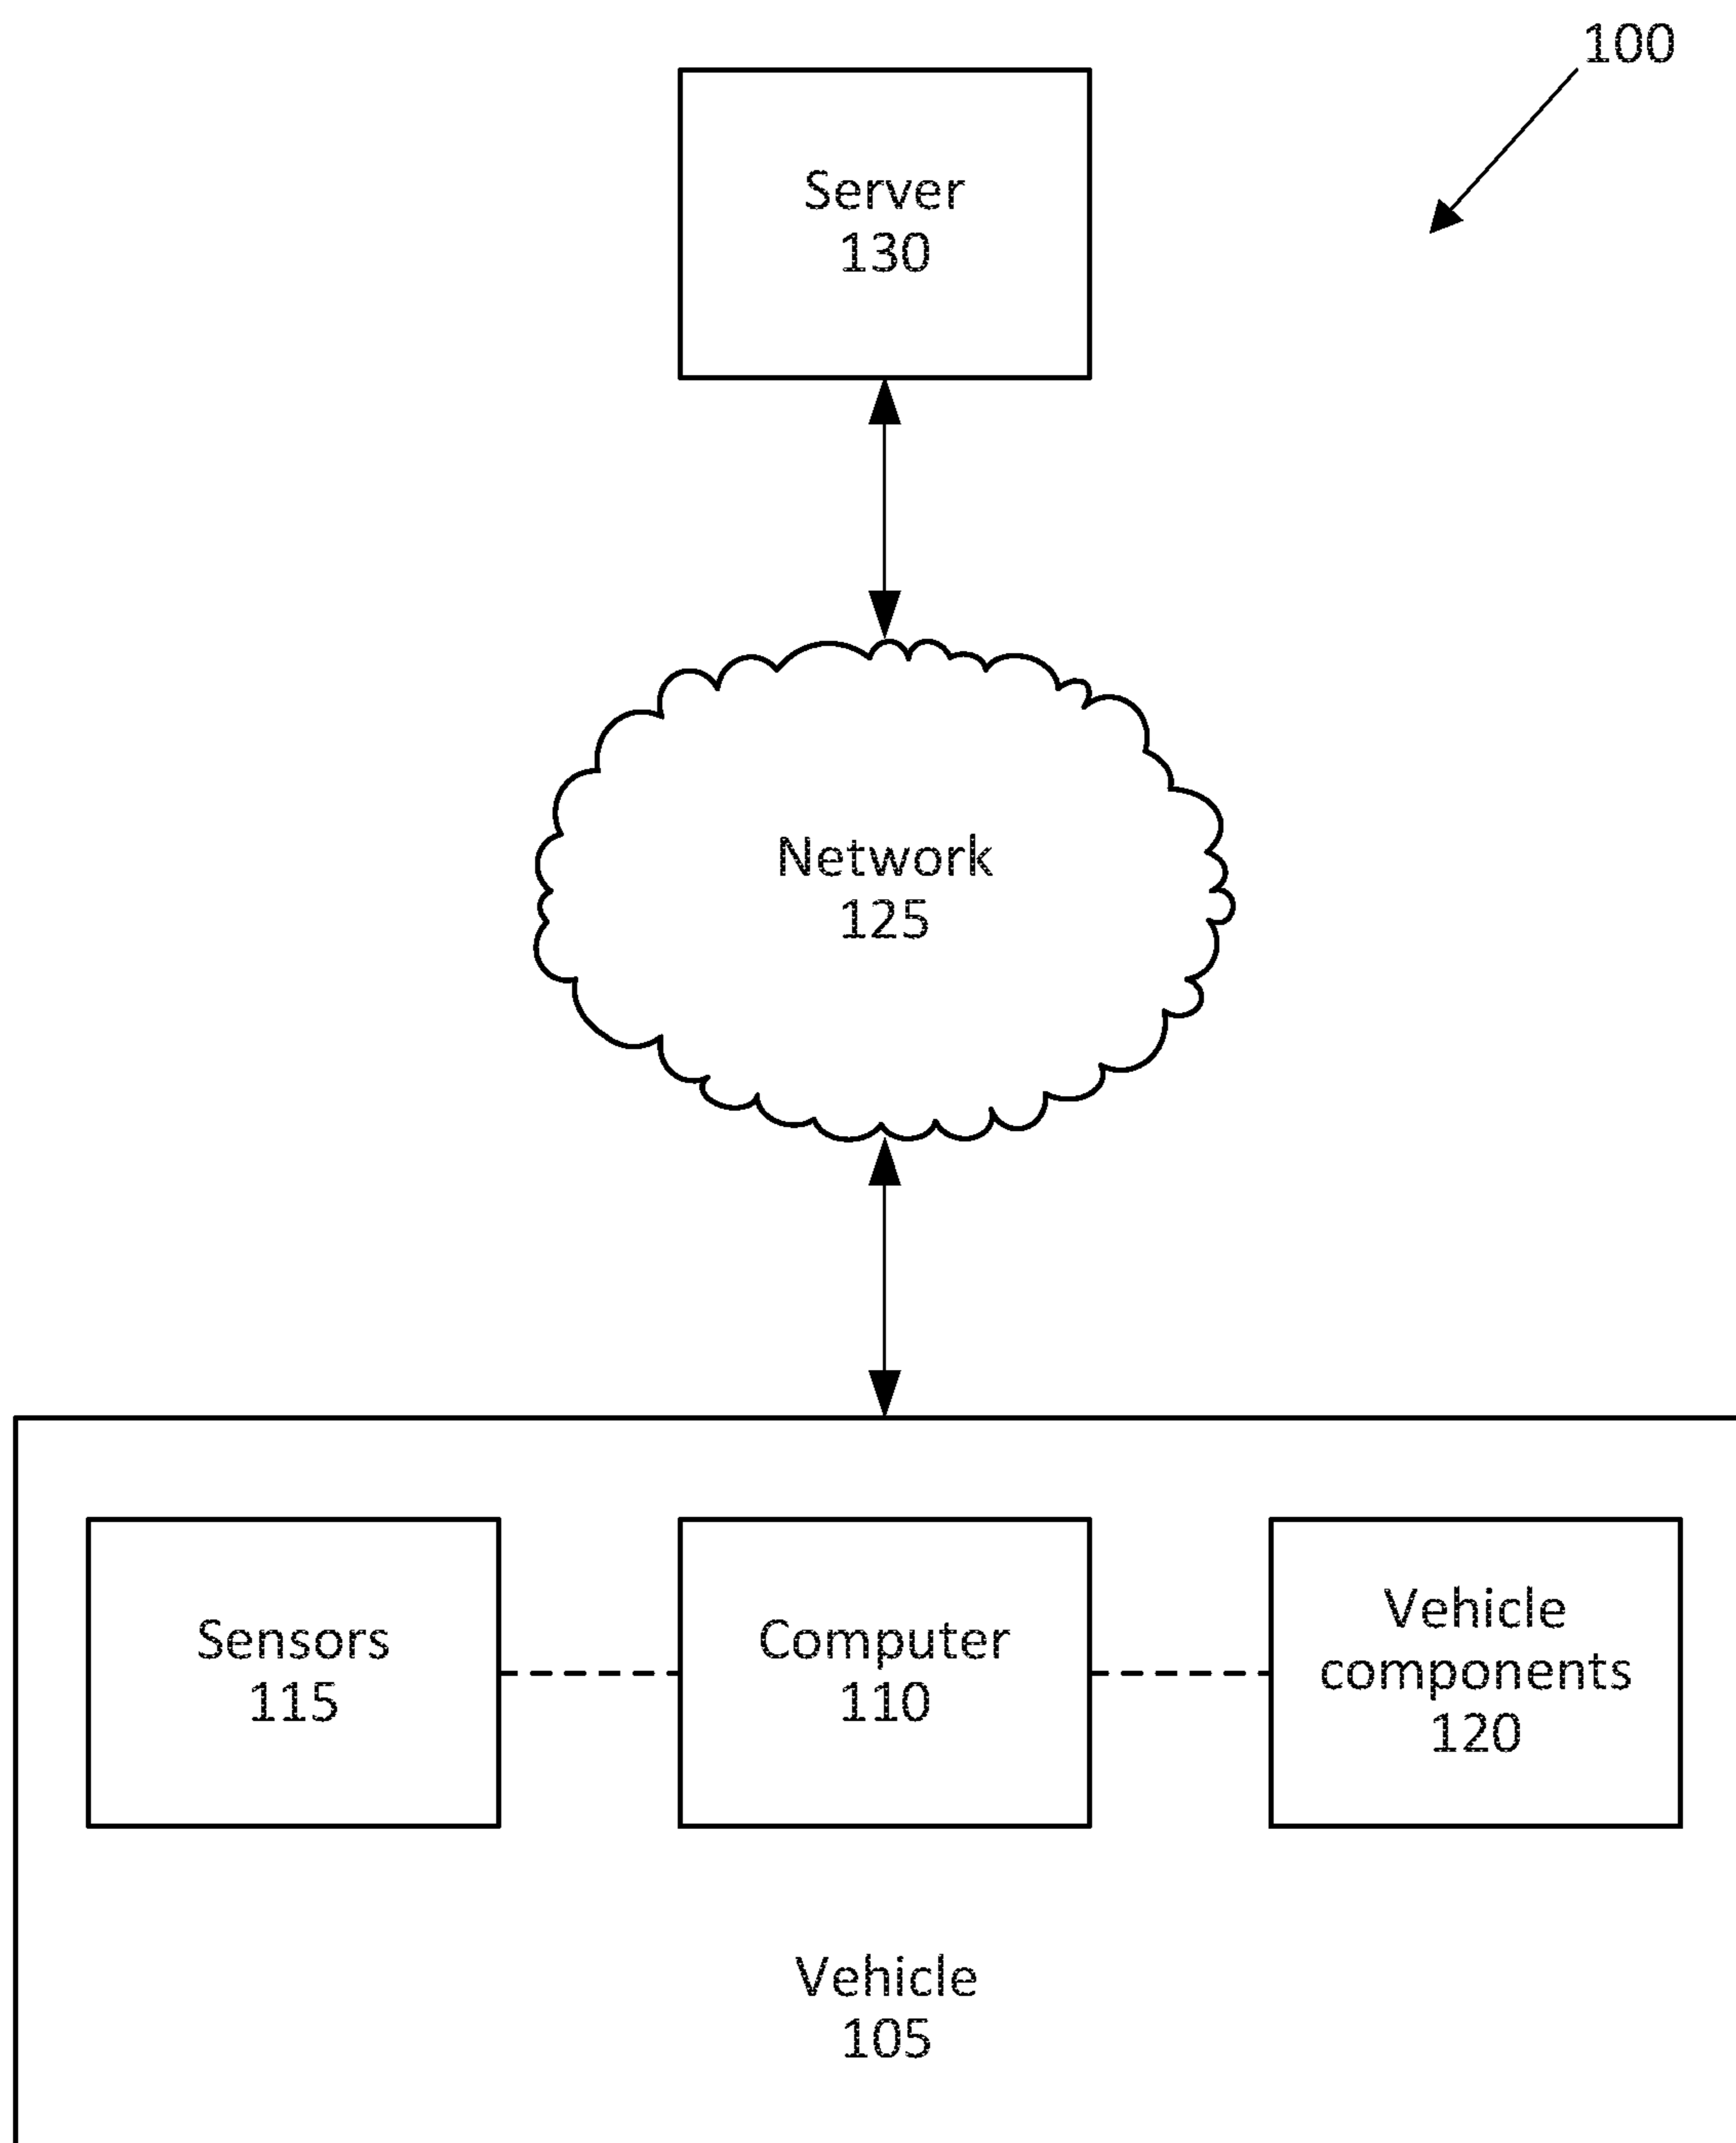 100
Server
130
Network
125
Sensors
115
Computer
110
Vehicle
components
120
Vehicle
105